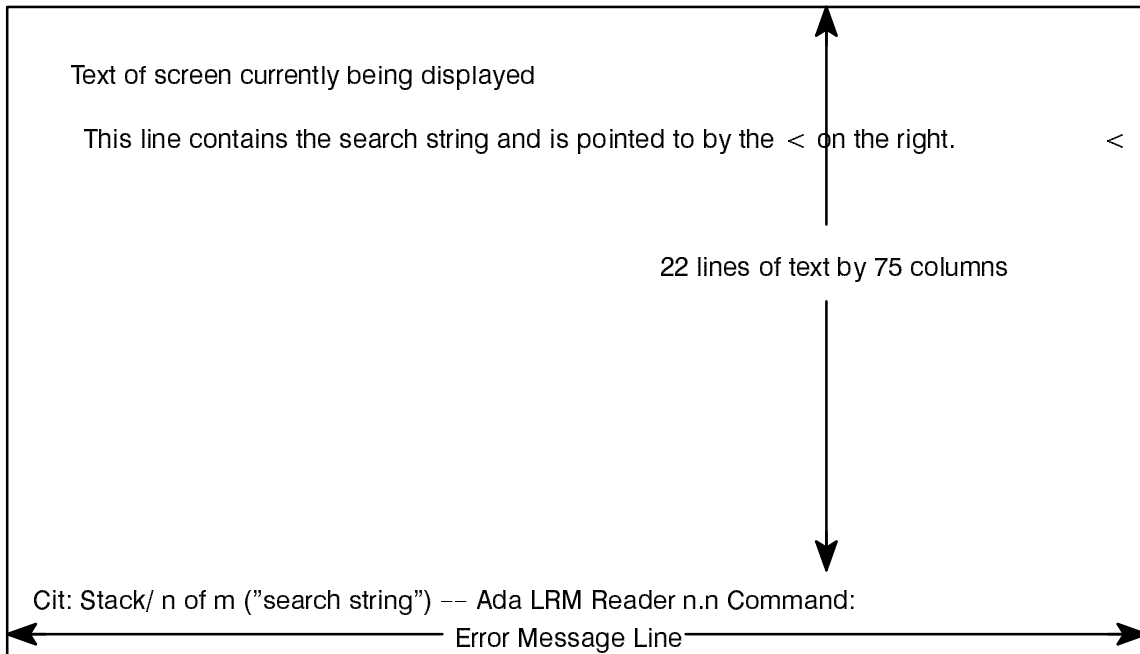 Text of screen currently being displayed
This line contains the search string and is pointed to by the < on the right. <
22 lines of text by 75 columns
Cit: Stack/ n of m ("search string") -- Ada LRM Reader n.n Command:
Error Message Line